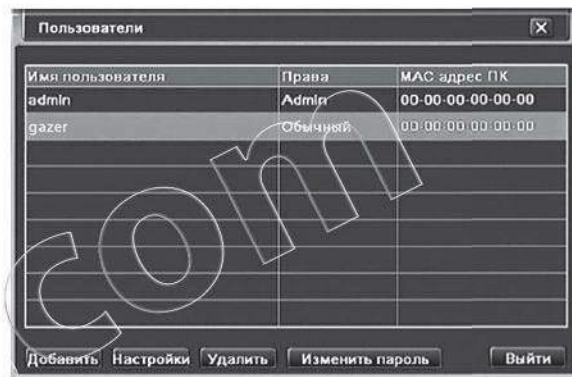 Пользователи
Имя пользователя Права MAC адрес ПК
admin Admin 00-00-00-00-00-00
gazer Обычный 00-00-00-00-00-00
Добавить Настройки Удалить Изменить пароль Выйти
com